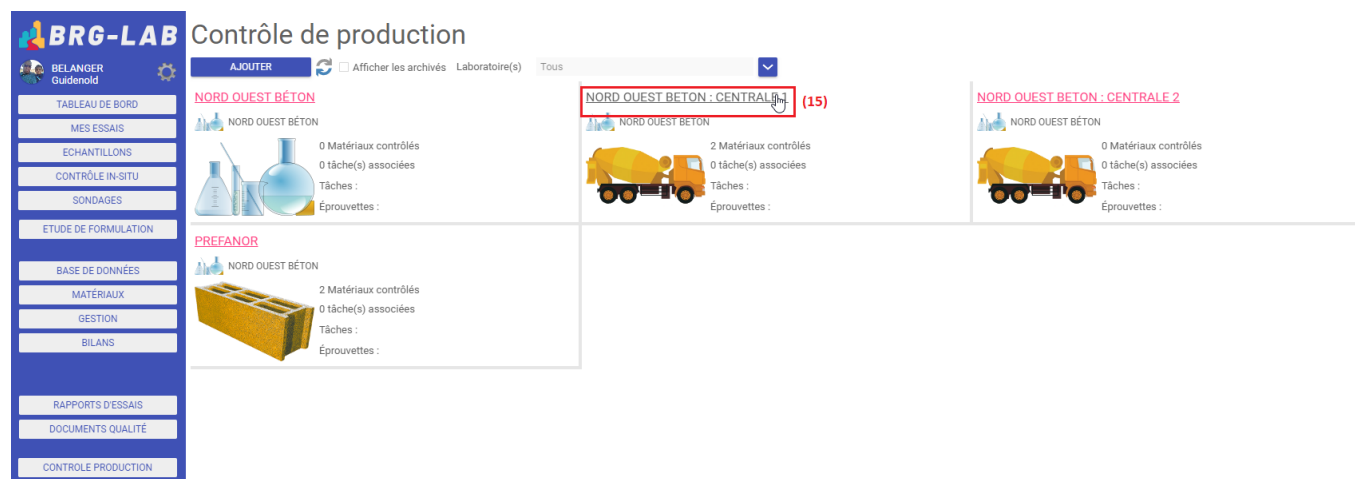 BRG-LAB
Contrôle de production
BELANGER
Guidenold
AJOUTER
Afficher les archivés
Laboratoire(s)
Tous
TABLEAU DE BORD
MES ESSAIS
ECHANTILLONS
CONTRÔLE IN-SITU
SONDAGES
ETUDE DE FORMULATION
BASE DE DONNÉES
MATÉRIAUX
GESTION
BILANS
RAPPORTS D'ESSAIS
DOCUMENTS QUALITÉ
CONTROLE PRODUCTION
NORD OUEST BÉTON
NORD OUEST BÉTON
0 Matériaux contrôlés
0 tâche(s) associées
Tâches :
Éprouvettes :
NORD OUEST BETON : CENTRALE 1
(15)
NORD OUEST BÉTON
2 Matériaux contrôlés
0 tâche(s) associées
Tâches :
Éprouvettes :
NORD OUEST BETON : CENTRALE 2
NORD OUEST BÉTON
0 Matériaux contrôlés
0 tâche(s) associées
Tâches :
Éprouvettes :
PREFANOR
NORD OUEST BÉTON
2 Matériaux contrôlés
0 tâche(s) associées
Tâches :
Éprouvettes :